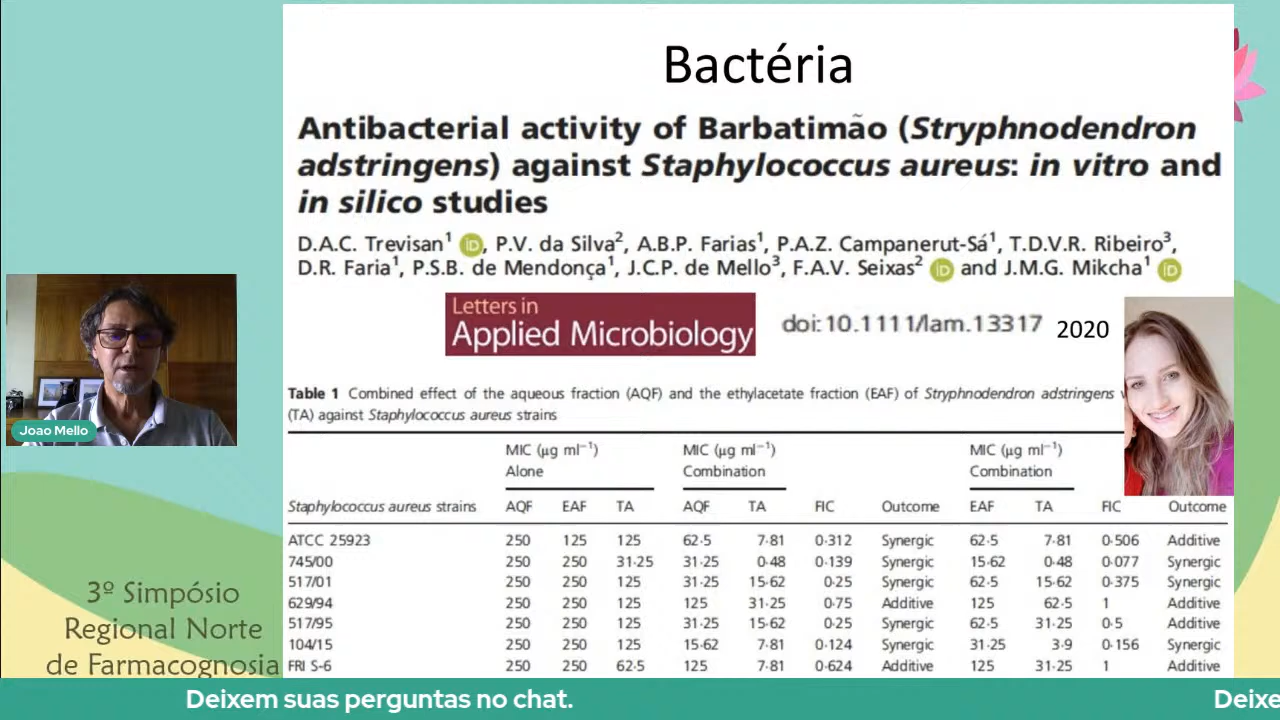 Bactéria
Antibacterial activity of Barbatimão (Stryphnodendron
adstringens) against Staphylococcus aureus: in vitro and
in silico studies
D.A.C. Trevisan1 iD, P.V. da Silva2, A.B.P. Farias1, P.A.Z. Campanerut-Sá1, T.D.V.R. Ribeiro3,
D.R. Faria1, P.S.B. de Mendonça1, J.C.P. de Mello3, F.A.V. Seixas2 iD and J.M.G. Mikcha1 iD
Letters in
Applied Microbiology
doi:10.1111/lam.13317 2020
Table 1 Combined effect of the aqueous fraction (AQF) and the ethylacetate fraction (EAF) of Stryphnodendron adstringens
(TA) against Staphylococcus aureus strains
MIC (μg ml−1) MIC (μg ml−1) MIC (μg ml−1)
Alone Combination Combination
Staphylococcus aureus strains AQF EAF TA AQF TA FIC Outcome EAF TA FIC Outcome
ATCC 25923 250 125 125 62·5 7·81 0·312 Synergic 62·5 7·81 0·506 Additive
745/00 250 250 31·25 31·25 0·48 0·139 Synergic 15·62 0·48 0·077 Synergic
517/01 250 250 125 31·25 15·62 0·25 Synergic 62·5 15·62 0·375 Synergic
629/94 250 250 125 125 31·25 0·75 Additive 125 62·5 1 Additive
517/95 250 250 125 31·25 15·62 0·25 Synergic 62·5 31·25 0·5 Additive
104/15 250 250 125 15·62 7·81 0·124 Synergic 31·25 3·9 0·156 Synergic
FRI S-6 250 250 62·5 125 7·81 0·624 Additive 125 31·25 1 Additive
Joao Mello
3º Simpósio
Regional Norte
de Farmacognosia
Deixem suas perguntas no chat.
Deixe